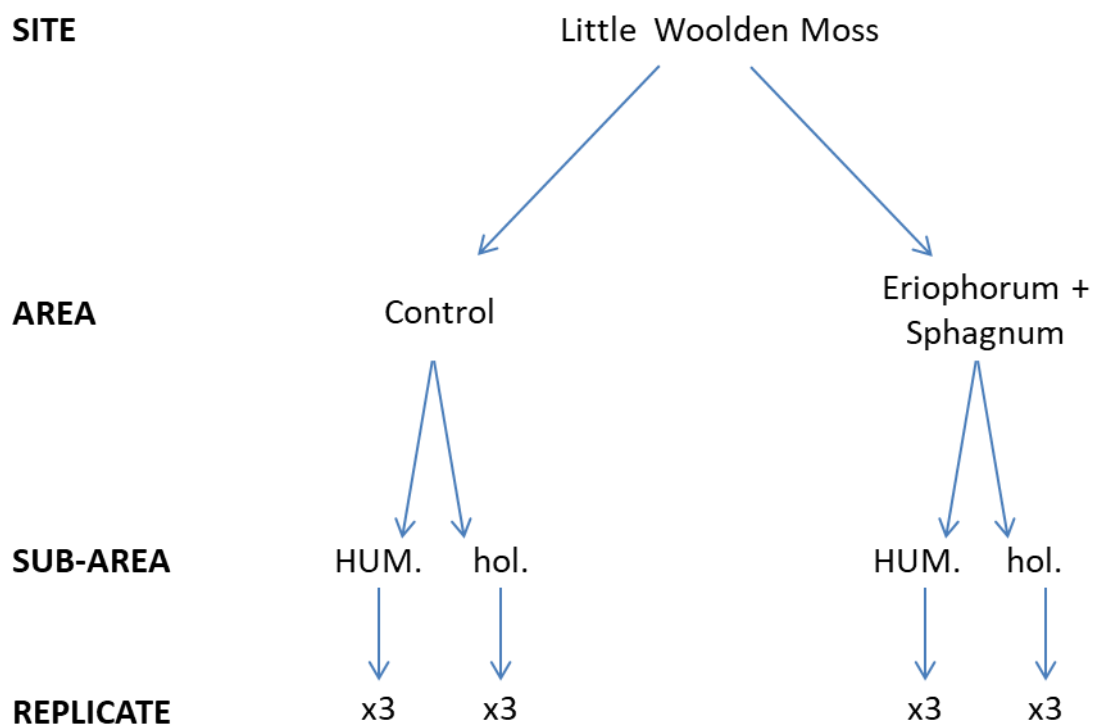 SITE
Little Woolden Moss
AREA
Control
Eriophorum +
Sphagnum
SUB-AREA
HUM.
hol.
HUM.
hol.
REPLICATE
x3
x3
x3
x3